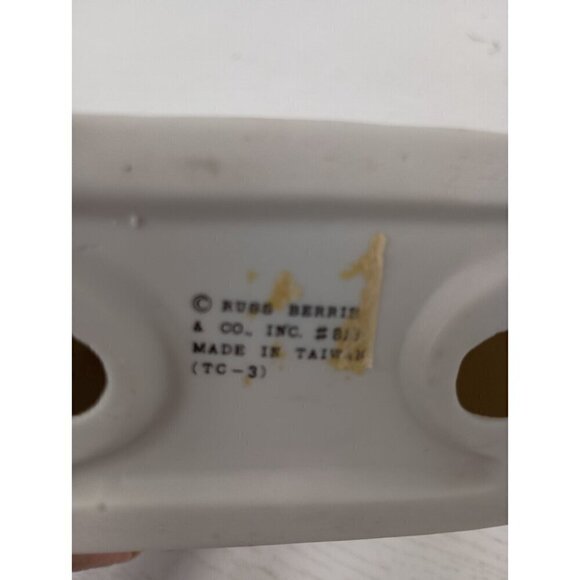 © RUSS BERRIE
& CO., INC.
MADE IN TAIWAN
(TC-3)